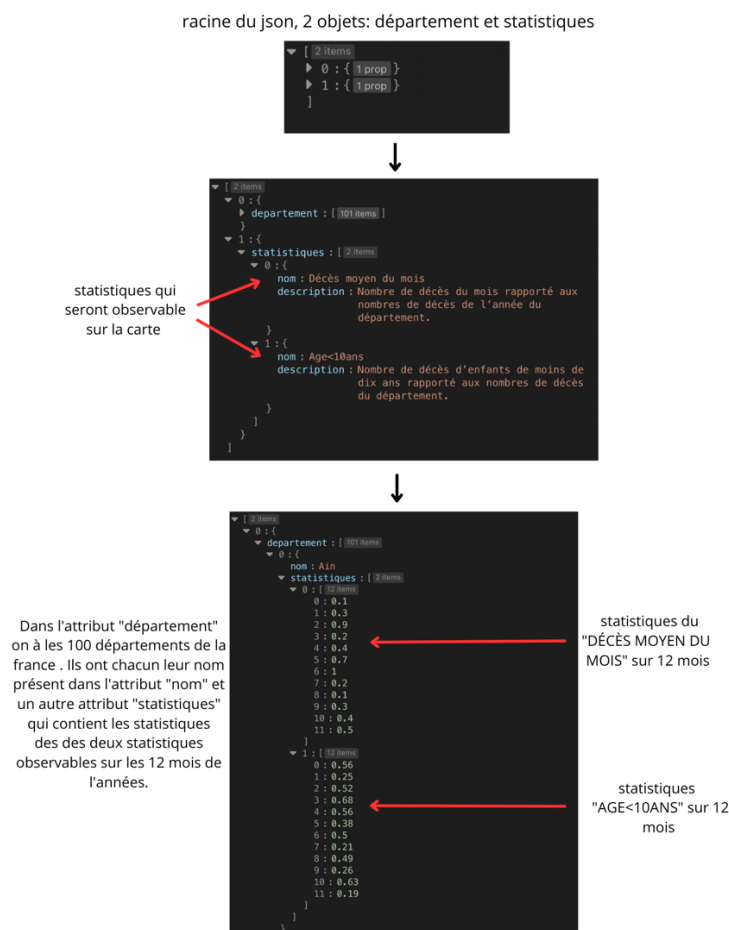 racine du json, 2 objets: département et statistiques
[ 2 items
0 : { 1 prop }
1 : { 1 prop }
]
[ 2 items
0 : {
departement : [ 101 items ]
}
1 : {
statistiques : [ 2 items
0 : {
nom : Décès moyen du mois
description : Nombre de décès du mois rapporté aux
nombres de décès de l'année du
département.
}
1 : {
nom : Age<10ans
description : Nombre de décès d'enfants de moins de
dix ans rapporté aux nombres de décès
du département.
}
]
}
]
statistiques qui
seront observable
sur la carte
[ 2 items
0 : {
departement : [ 101 items
0 : {
nom : Ain
statistiques : [ 2 items
0 : [ 12 items
0 : 0.1
1 : 0.3
2 : 0.9
3 : 0.2
4 : 0.4
5 : 0.7
6 : 1
7 : 0.2
8 : 0.1
9 : 0.3
10 : 0.4
11 : 0.5
]
1 : [ 12 items
0 : 0.56
1 : 0.25
2 : 0.52
3 : 0.68
4 : 0.56
5 : 0.38
6 : 0.5
7 : 0.21
8 : 0.49
9 : 0.26
10 : 0.63
11 : 0.19
]
]
}
Dans l'attribut "département"
on à les 100 départements de la
france . Ils ont chacun leur nom
présent dans l'attribut "nom" et
un autre attribut "statistiques"
qui contient les statistiques
des des deux statistiques
observables sur les 12 mois de
l'années.
statistiques du
"DÉCÈS MOYEN DU
MOIS" sur 12 mois
statistiques
"AGE<10ANS" sur 12
mois